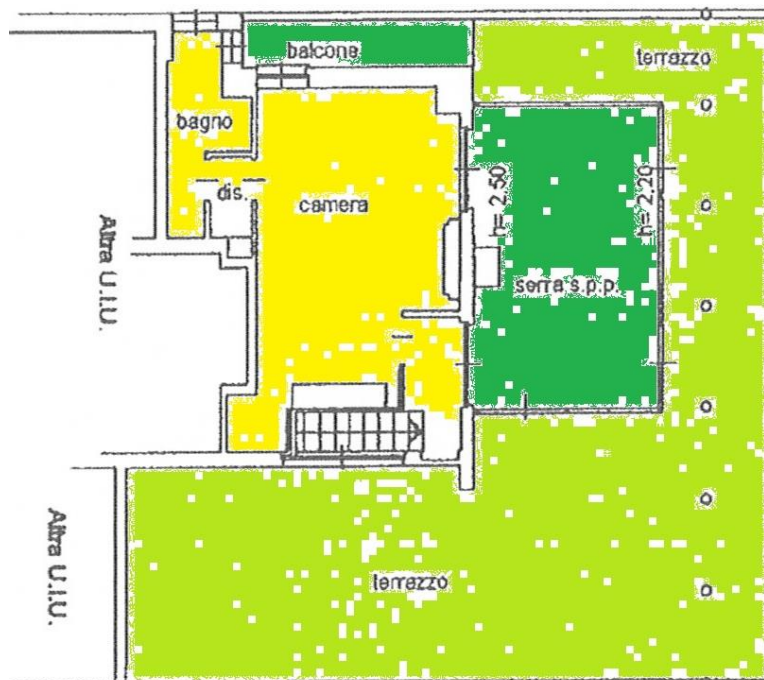 balcone
terrazzo
bagno
dis.
camera
h= 2.50
h= 2.20
serra s.p.p.
Altra U.I.U.
terrazzo
Altra U.I.U.